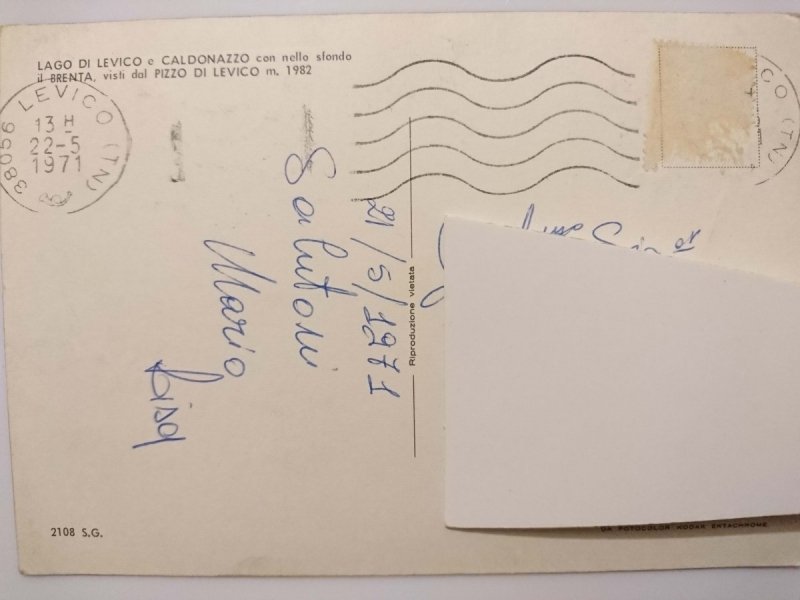 LAGO DI LEVICO e CALDONAZZO con nello sfondo
il BRENTA, visti dal PIZZO DI LEVICO m. 1982
38056 LEVICO (TN)
13 H
22-5
1971
21/5/1971
Saluti
Mario
Lisa
Riproduzione vietata
2108 S.G.
DA FOTOCOLOR KODAK EKTACHROME